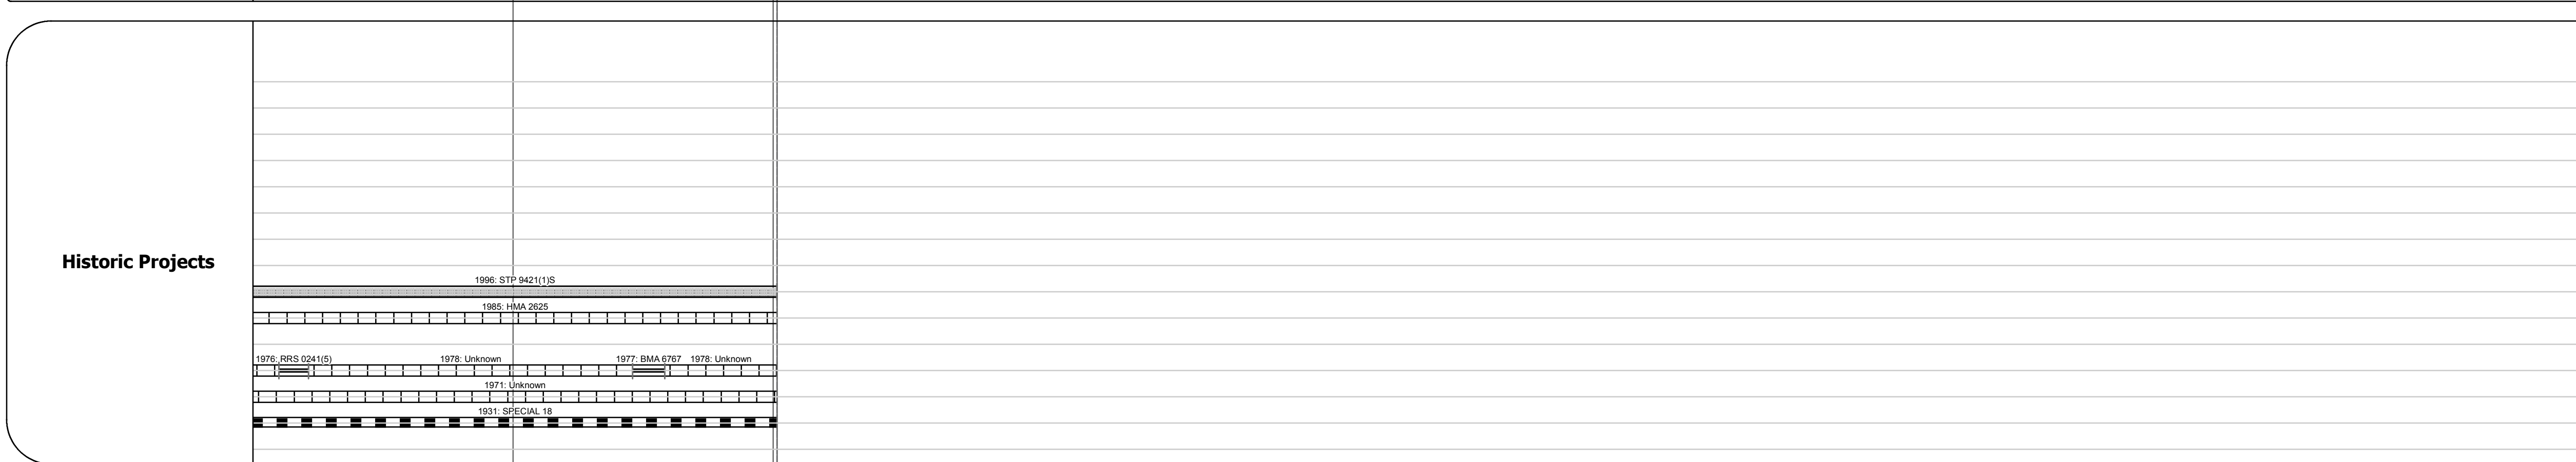 Historic Projects
1996: STP 9421(1)S
1985: HMA 2625
1976: RRS 0241(5) 1978: Unknown 1977: BMA 6767 1978: Unknown
1971: Unknown
1931: SPECIAL 18